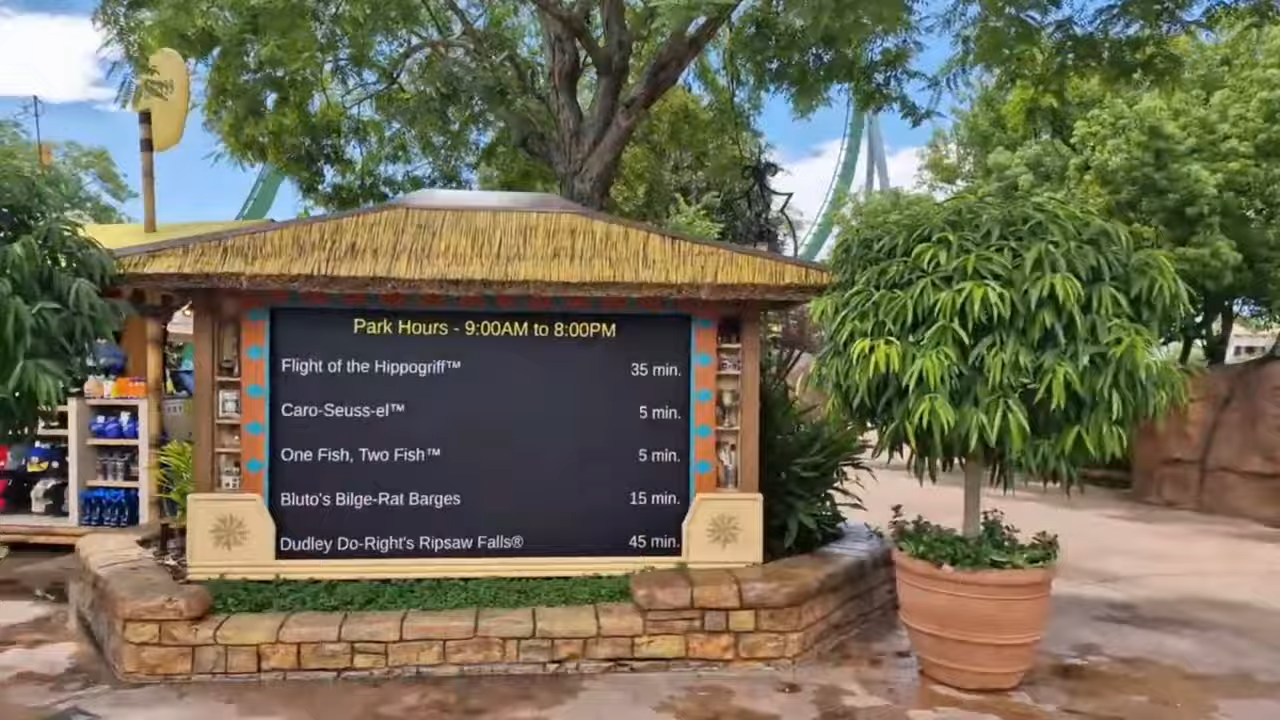 Park Hours - 9:00AM to 8:00PM
Flight of the Hippogriff™ 35 min.
Caro-Seuss-el™ 5 min.
One Fish, Two Fish™ 5 min.
Bluto's Bilge-Rat Barges 15 min.
Dudley Do-Right's Ripsaw Falls® 45 min.